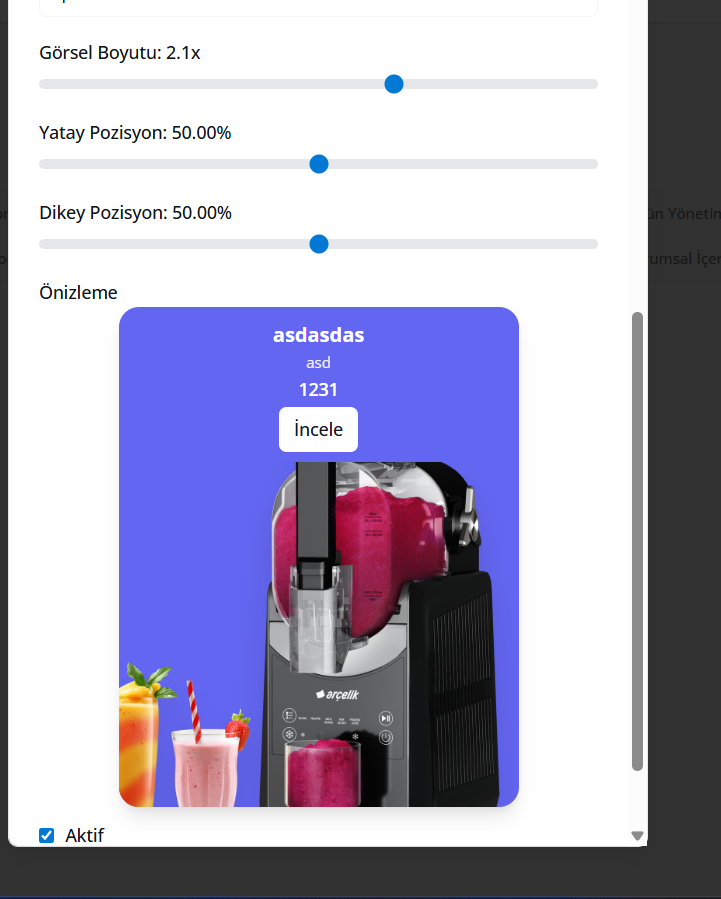 Görsel Boyutu: 2.1x
Yatay Pozisyon: 50.00%
Dikey Pozisyon: 50.00%
Önizleme
asdasdas
asd
1231
İncele
arçelik
Aktif
ün Yönetin
umsal İçer